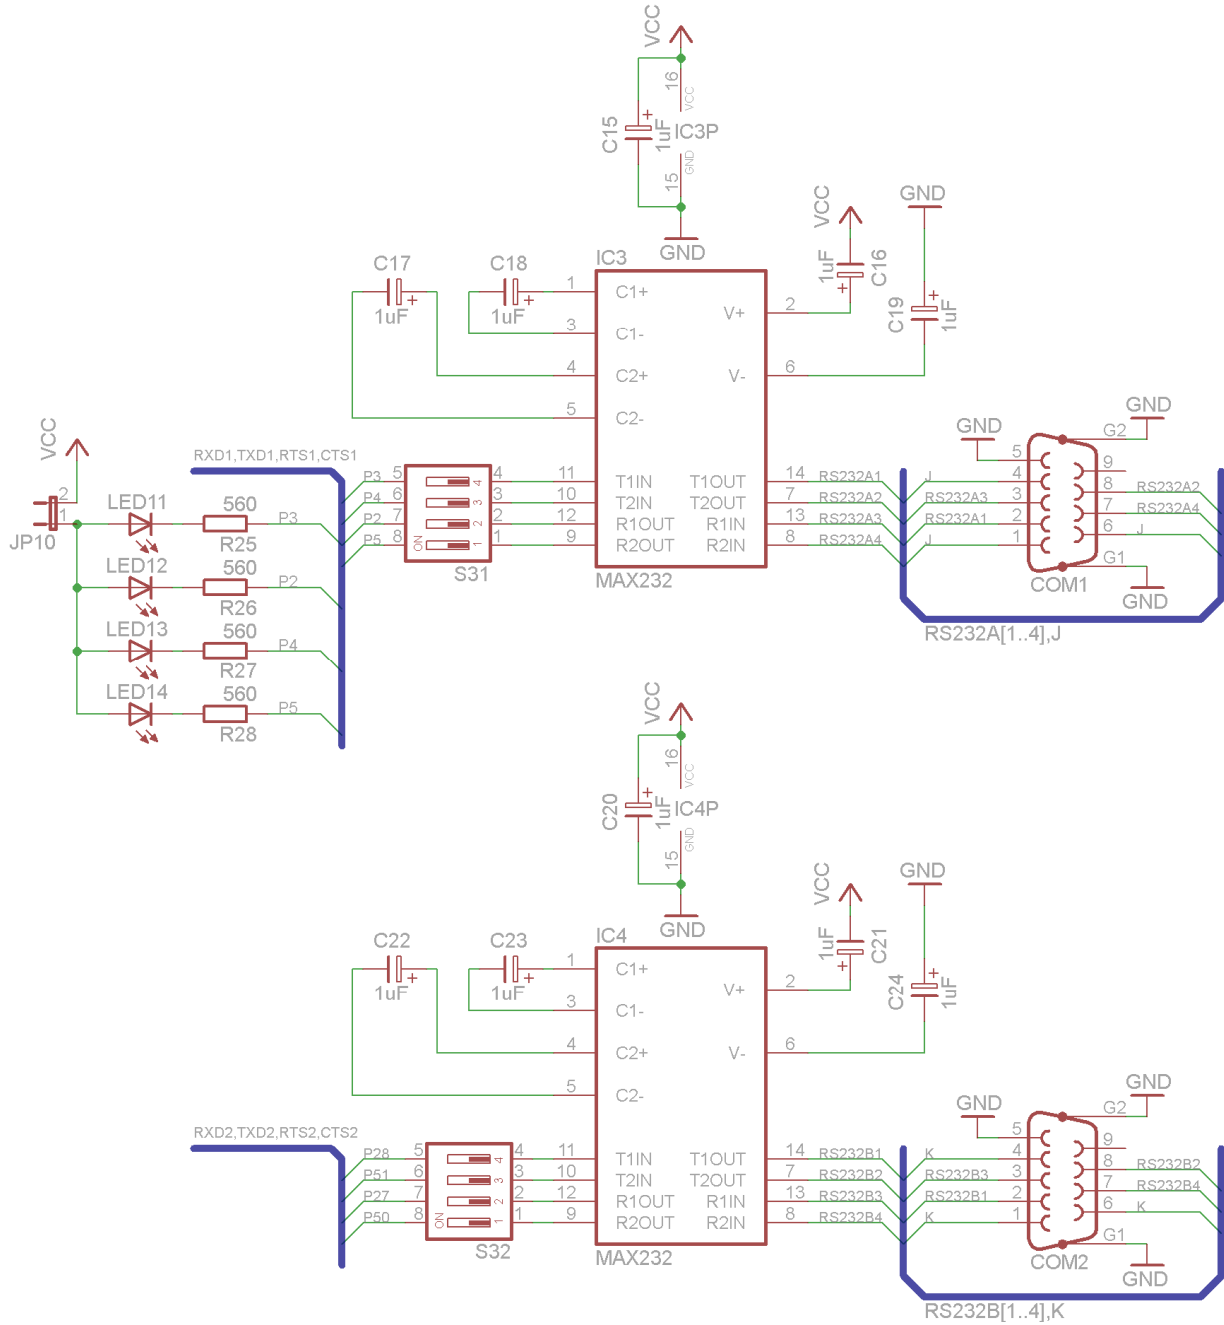 VCC
16
VCC
C15
+
1uF
IC3P
GND
15
GND
VCC
GND
1uF
C16
+
C19
+
1uF
C17
+
1uF
C18
+
1uF
IC3
1 C1+
3 C1-
4 C2+
5 C2-
V+ 2
V- 6
11 T1IN T1OUT 14 RS232A1
10 T2IN T2OUT 7 RS232A2
12 R1OUT R1IN 13 RS232A3
9 R2OUT R2IN 8 RS232A4
MAX232
RXD1,TXD1,RTS1,CTS1
P3 5 4 4
P4 6 3 3
P2 7 2 2
P5 8 ON 1 1
S31
VCC
2
1
JP10
LED11 560 P3
R25
LED12 560 P2
R26
LED13 560 P4
R27
LED14 560 P5
R28
GND
GND
G2
5
9
J 4
8 RS232A2
RS232A3 3
7 RS232A4
RS232A1 2
6 J
J 1
G1
COM1
GND
RS232A[1..4],J
VCC
16
VCC
C20
+
1uF
IC4P
GND
15
GND
VCC
GND
1uF
C21
+
C24
+
1uF
C22
+
1uF
C23
+
1uF
IC4
1 C1+
3 C1-
4 C2+
5 C2-
V+ 2
V- 6
11 T1IN T1OUT 14 RS232B1
10 T2IN T2OUT 7 RS232B2
12 R1OUT R1IN 13 RS232B3
9 R2OUT R2IN 8 RS232B4
MAX232
RXD2,TXD2,RTS2,CTS2
P28 5 4 4
P51 6 3 3
P27 7 2 2
P50 8 ON 1 1
S32
GND
GND
G2
5
9
K 4
8 RS232B2
RS232B3 3
7 RS232B4
RS232B1 2
6 K
K 1
G1
COM2
GND
RS232B[1..4],K